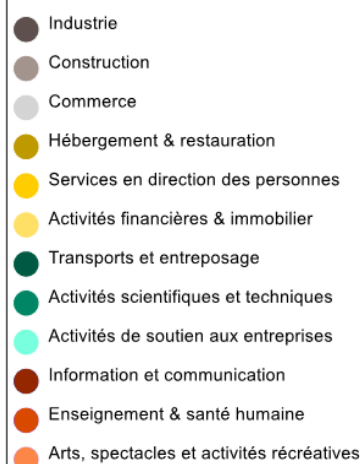 Industrie
Construction
Commerce
Hébergement & restauration
Services en direction des personnes
Activités financières & immobilier
Transports et entreposage
Activités scientifiques et techniques
Activités de soutien aux entreprises
Information et communication
Enseignement & santé humaine
Arts, spectacles et activités récréatives